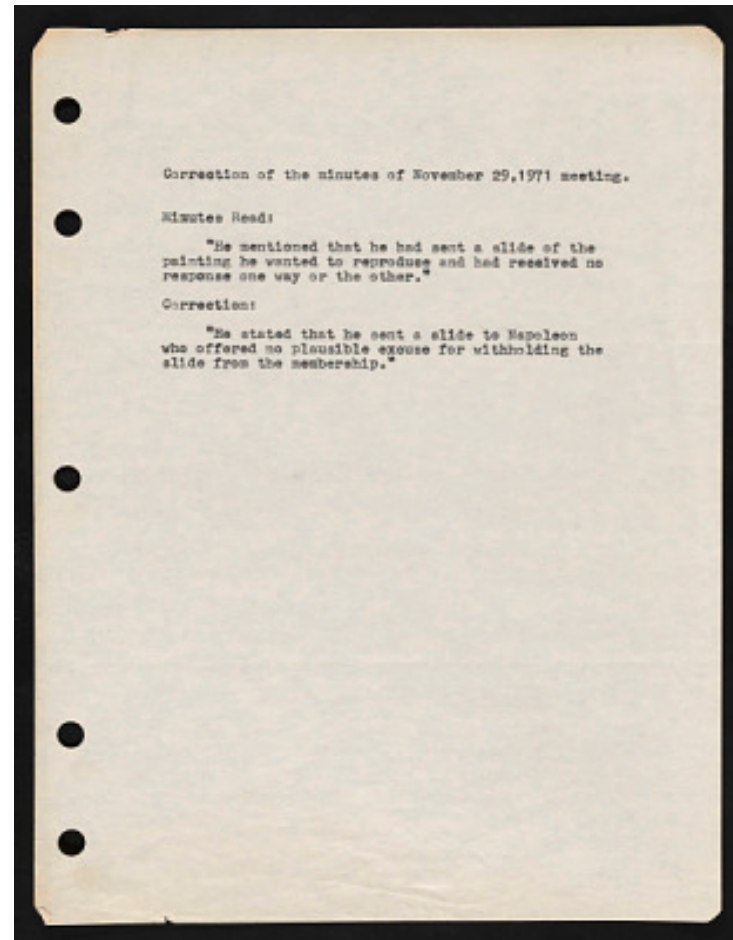 Correction of the minutes of November 29,1971 meeting.
Minutes Read:
"He mentioned that he had sent a slide of the
painting he wanted to reproduce and had received no
response one way or the other."
Correction:
"He stated that he sent a slide to Napoleon
who offered no plausible excuse for withholding the
slide from the membership."